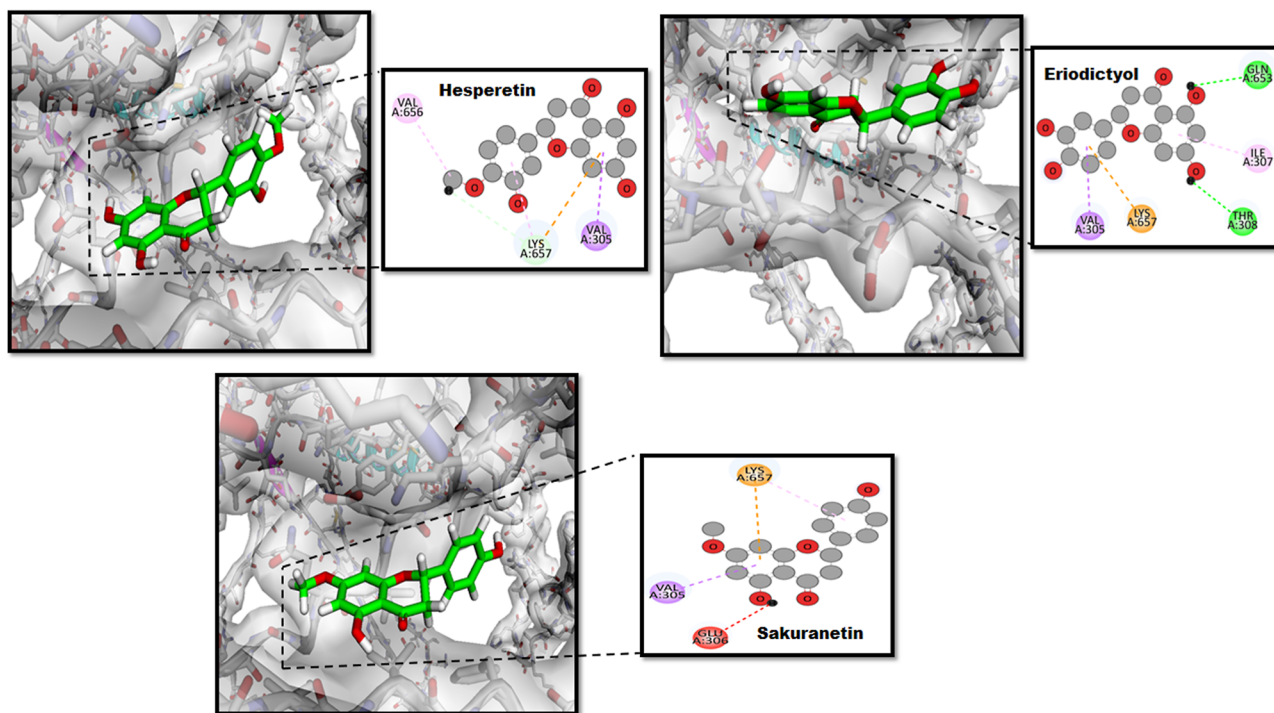 Hesperetin
VAL
A:656
O
O
O
O
O
O
O
LYS
A:657
VAL
A:305
Eriodictyol
GLN
A:653
O
O
O
O
O
O
ILE
A:307
VAL
A:305
LYS
A:657
THR
A:308
LYS
A:657
O
O
O
VAL
A:305
O
O
GLU
A:306
Sakuranetin